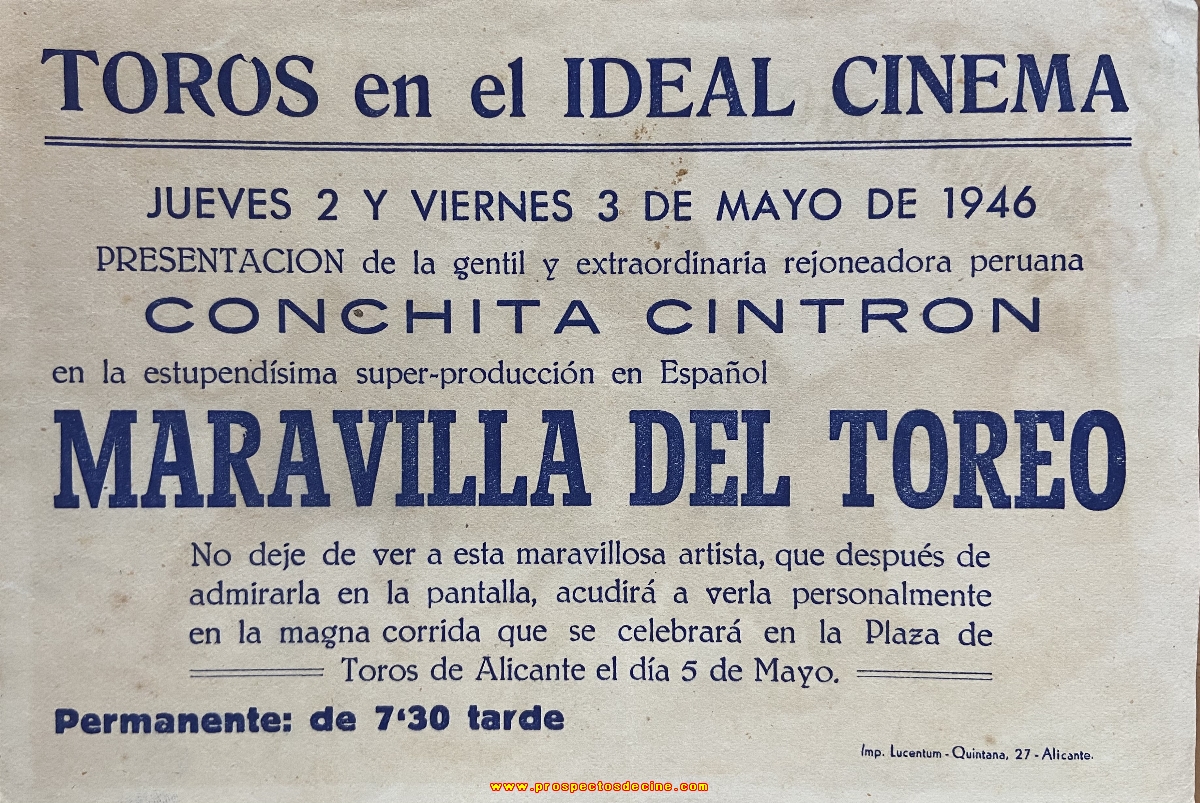 TOROS en el IDEAL CINEMA
JUEVES 2 Y VIERNES 3 DE MAYO DE 1946
PRESENTACION de la gentil y extraordinaria rejoneadora peruana
CONCHITA CINTRON
en la estupendísima super-producción en Español
MARAVILLA DEL TOREO
No deje de ver a esta maravillosa artista, que después de
admirarla en la pantalla, acudirá a verla personalmente
en la magna corrida que se celebrará en la Plaza de
Toros de Alicante el día 5 de Mayo.
Permanente: de 7‘30 tarde
Imp. Lucentum - Quintana, 27 - Alicante.
www.prospectosdecine.com